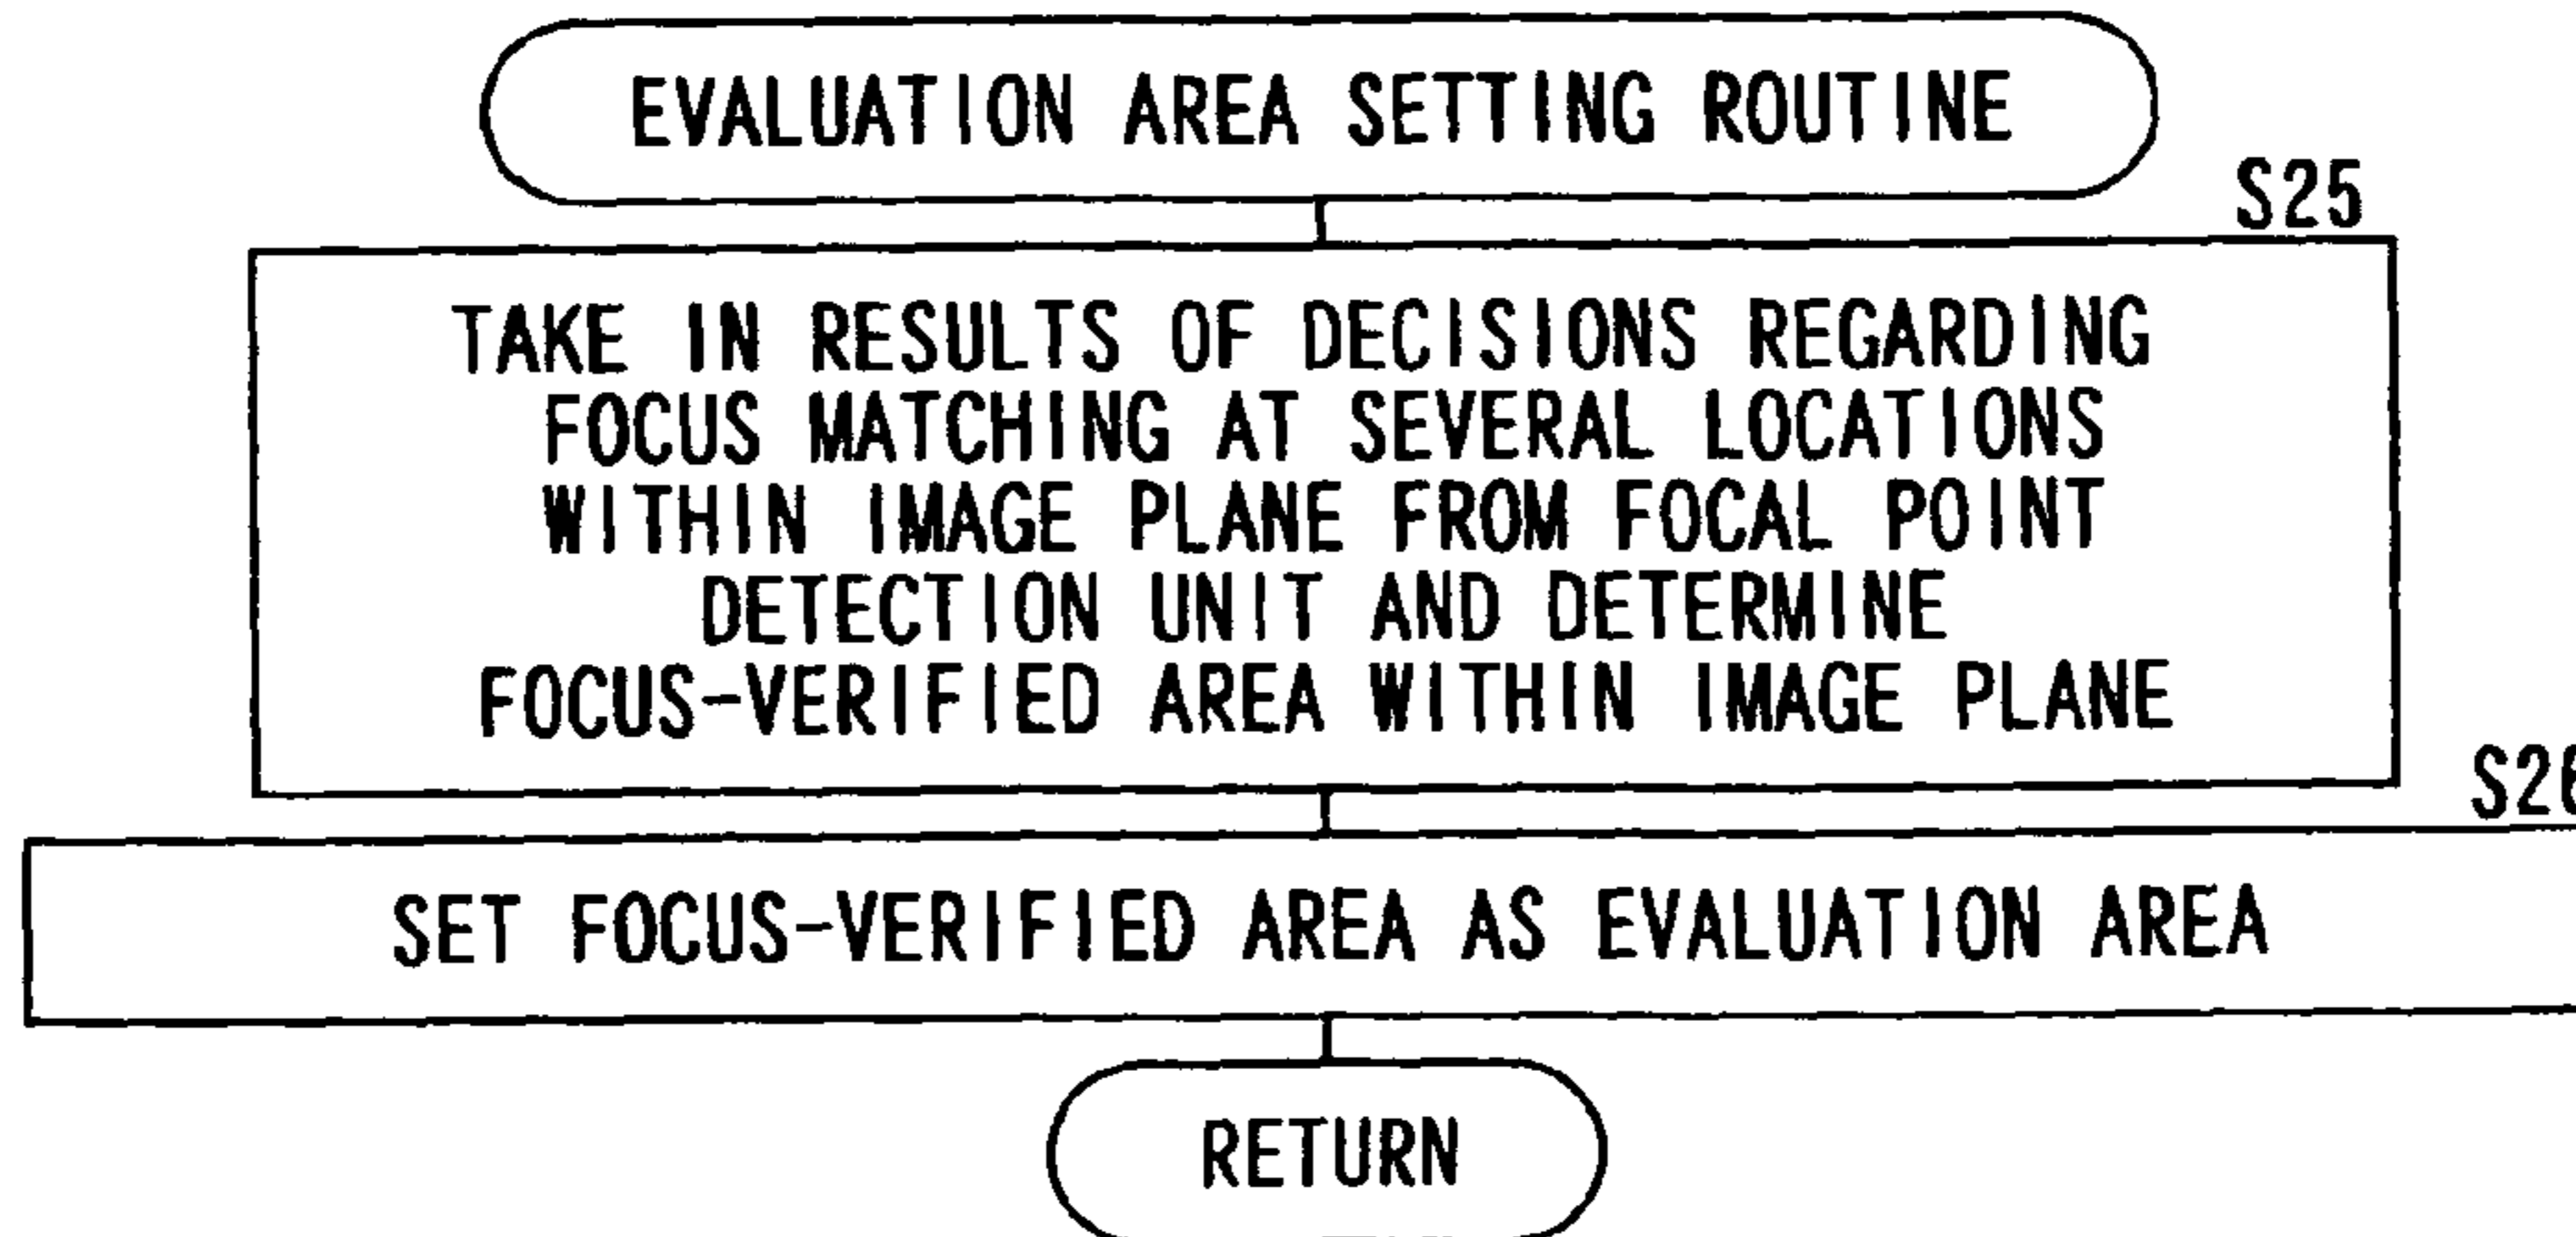 EVALUATION AREA SETTING ROUTINE
S25
TAKE IN RESULTS OF DECISIONS REGARDING
FOCUS MATCHING AT SEVERAL LOCATIONS
WITHIN IMAGE PLANE FROM FOCAL POINT
DETECTION UNIT AND DETERMINE
FOCUS-VERIFIED AREA WITHIN IMAGE PLANE
S26
SET FOCUS-VERIFIED AREA AS EVALUATION AREA
RETURN